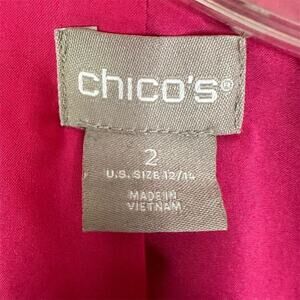 chico's®
2
U.S. SIZE 12/14
MADE IN
VIETNAM